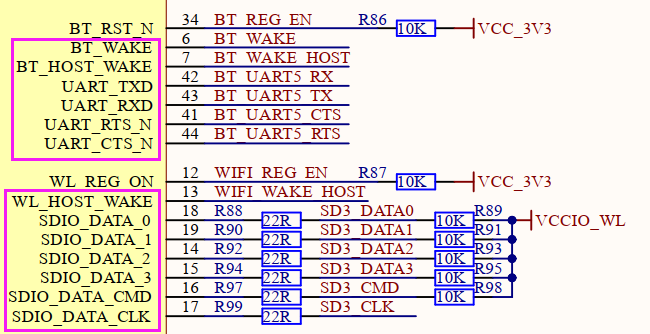 BT_RST_N 34 BT_REG_EN R86 10K VCC_3V3
BT_WAKE 6 BT_WAKE
BT_HOST_WAKE 7 BT_WAKE_HOST
UART_TXD 42 BT_UART5_RX
UART_RXD 43 BT_UART5_TX
UART_RTS_N 41 BT_UART5_CTS
UART_CTS_N 44 BT_UART5_RTS
WL_REG_ON 12 WIFI_REG_EN R87 10K VCC_3V3
WL_HOST_WAKE 13 WIFI_WAKE_HOST
SDIO_DATA_0 18 R88 22R SD3_DATA0 10K R89 VCCIO_WL
SDIO_DATA_1 19 R90 22R SD3_DATA1 10K R91
SDIO_DATA_2 14 R92 22R SD3_DATA2 10K R93
SDIO_DATA_3 15 R94 22R SD3_DATA3 10K R95
SDIO_DATA_CMD 16 R97 22R SD3_CMD 10K R98
SDIO_DATA_CLK 17 R99 22R SD3_CLK